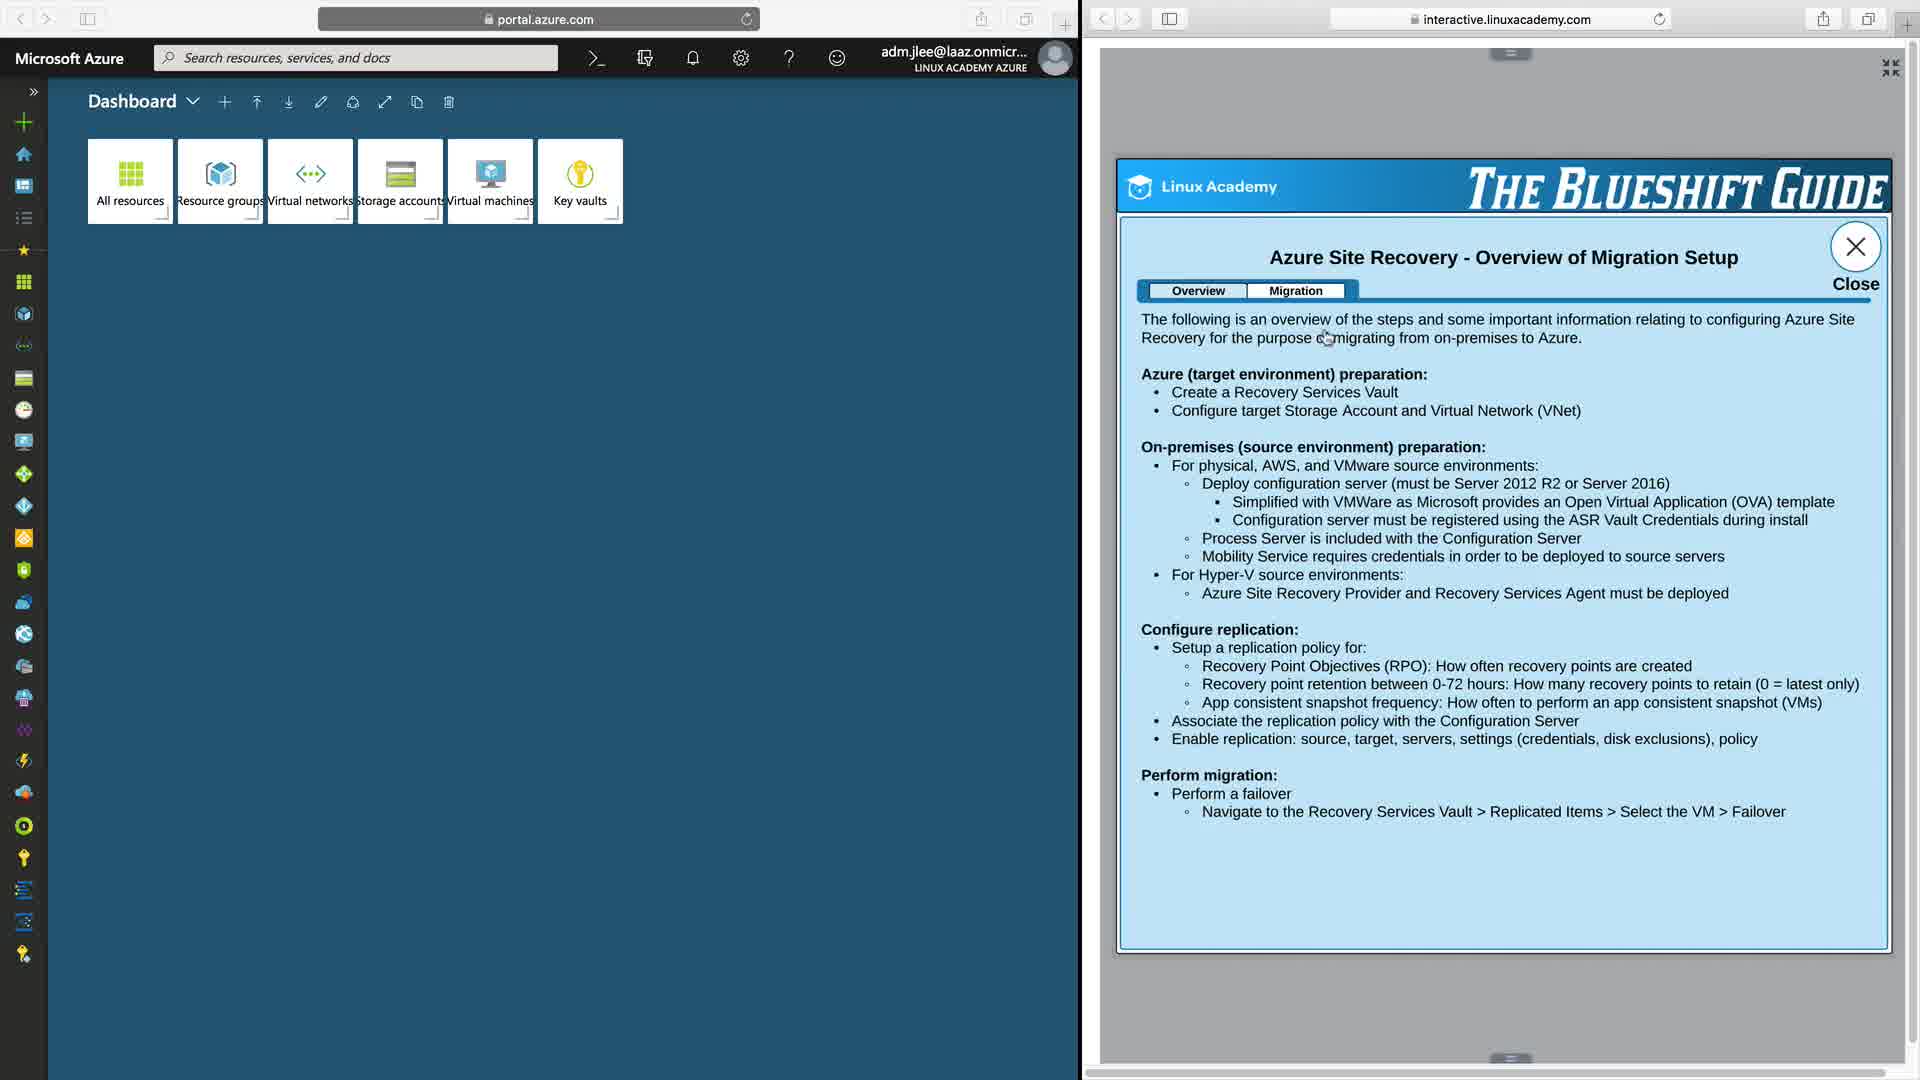 portal.azure.com
Microsoft Azure
Search resources, services, and docs
adm.jlee@laaz.onmicr...
LINUX ACADEMY AZURE
Dashboard
All resources
Resource groups
Virtual networks
Storage accounts
Virtual machines
Key vaults
interactive.linuxacademy.com
Linux Academy
THE BLUESHIFT GUIDE
Azure Site Recovery - Overview of Migration Setup
Close
Overview
Migration
The following is an overview of the steps and some important information relating to configuring Azure Site
Recovery for the purpose of migrating from on-premises to Azure.
Azure (target environment) preparation:
• Create a Recovery Services Vault
• Configure target Storage Account and Virtual Network (VNet)
On-premises (source environment) preparation:
• For physical, AWS, and VMware source environments:
◦ Deploy configuration server (must be Server 2012 R2 or Server 2016)
▪ Simplified with VMWare as Microsoft provides an Open Virtual Application (OVA) template
▪ Configuration server must be registered using the ASR Vault Credentials during install
◦ Process Server is included with the Configuration Server
◦ Mobility Service requires credentials in order to be deployed to source servers
• For Hyper-V source environments:
◦ Azure Site Recovery Provider and Recovery Services Agent must be deployed
Configure replication:
• Setup a replication policy for:
◦ Recovery Point Objectives (RPO): How often recovery points are created
◦ Recovery point retention between 0-72 hours: How many recovery points to retain (0 = latest only)
◦ App consistent snapshot frequency: How often to perform an app consistent snapshot (VMs)
• Associate the replication policy with the Configuration Server
• Enable replication: source, target, servers, settings (credentials, disk exclusions), policy
Perform migration:
• Perform a failover
◦ Navigate to the Recovery Services Vault > Replicated Items > Select the VM > Failover